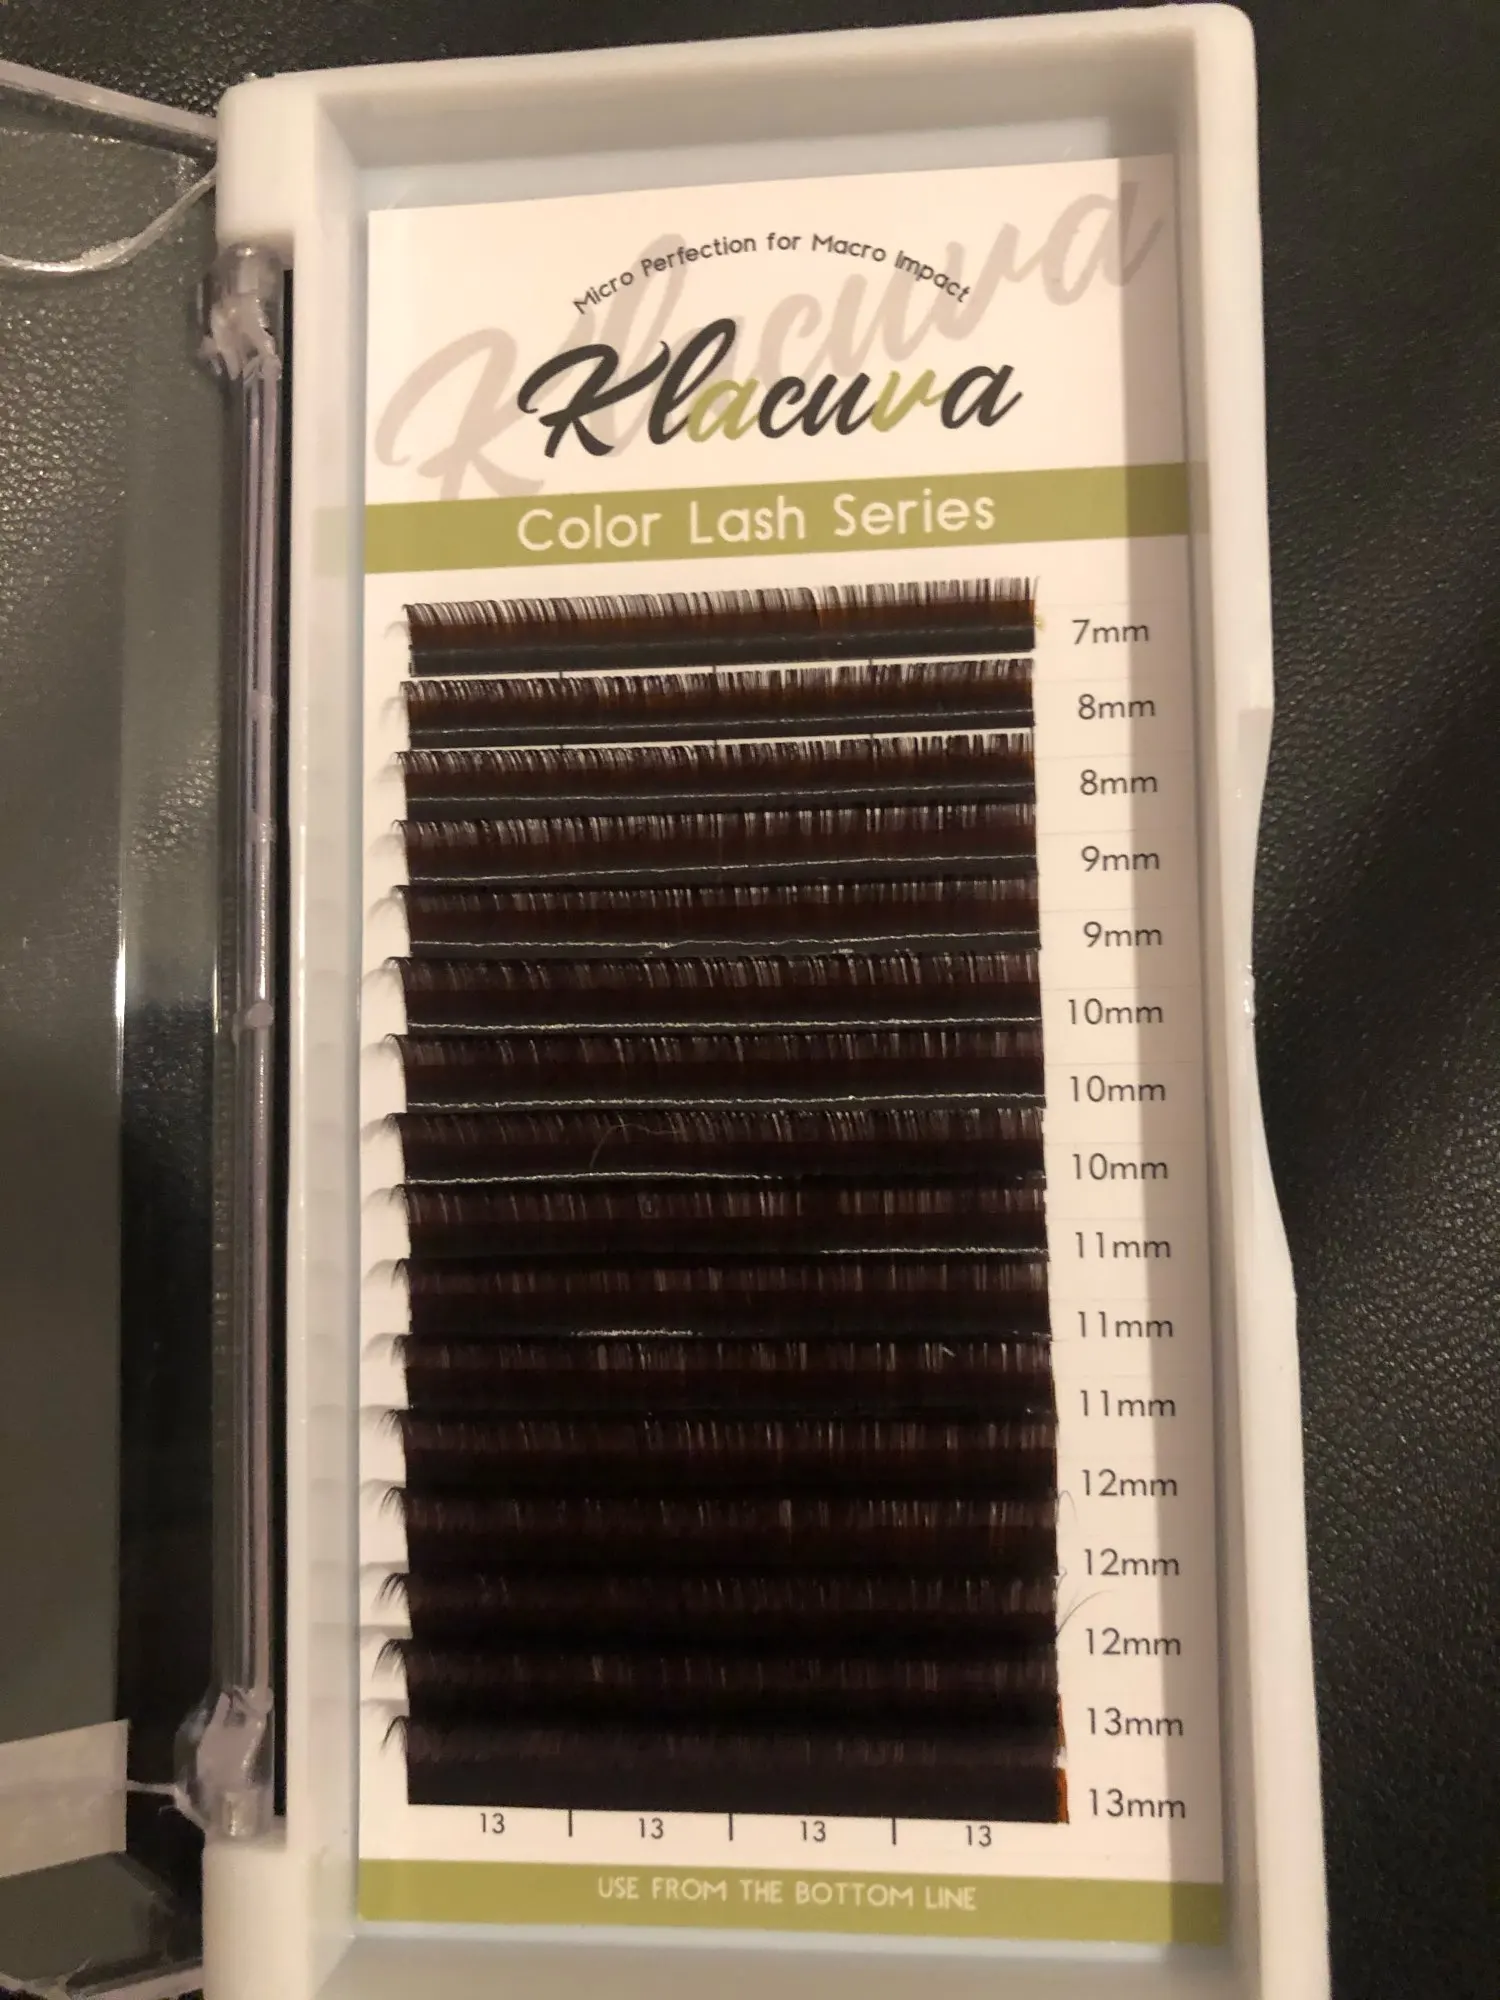 Klacuva
Micro Perfection for Macro Impact
Klacuva
Color Lash Series
7mm
8mm
8mm
9mm
9mm
10mm
10mm
10mm
11mm
11mm
11mm
12mm
12mm
12mm
13mm
13mm
13 13 13 13
USE FROM THE BOTTOM LINE